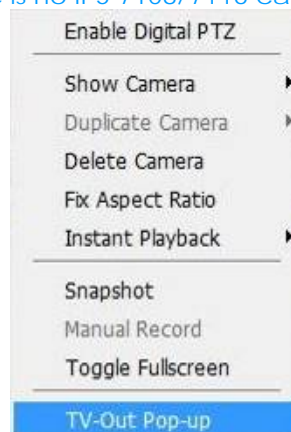 Enable Digital PTZ
Show Camera
Duplicate Camera
Delete Camera
Fix Aspect Ratio
Instant Playback
Snapshot
Manual Record
Toggle Fullscreen
TV-Out Pop-up